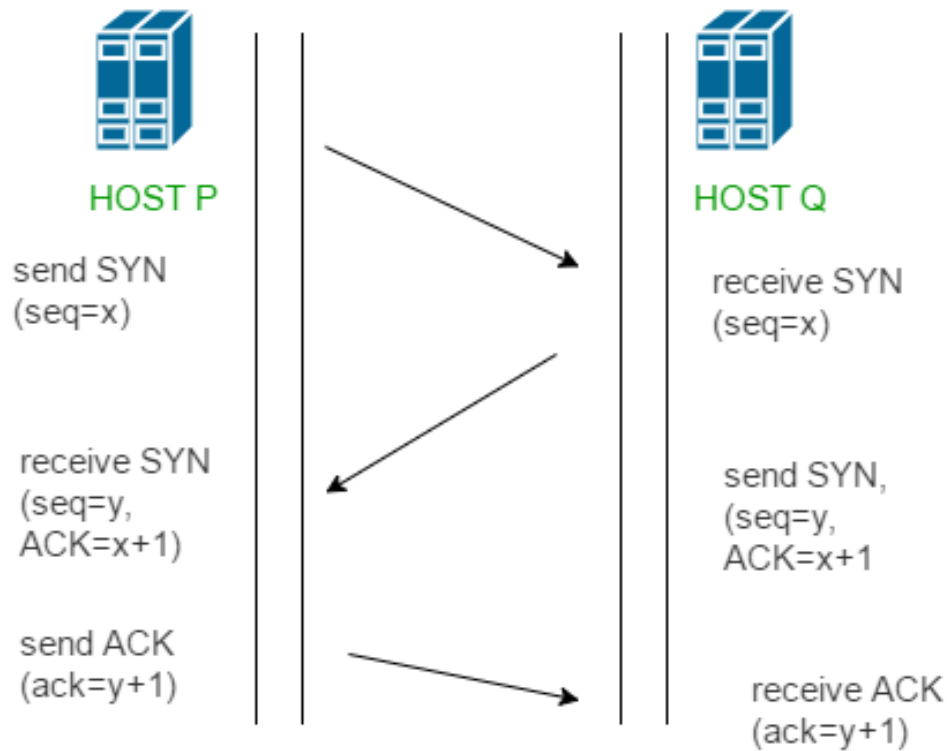 HOST P
HOST Q
send SYN
(seq=x)
receive SYN
(seq=x)
receive SYN
(seq=y,
ACK=x+1)
send SYN,
(seq=y,
ACK=x+1
send ACK
(ack=y+1)
receive ACK
(ack=y+1)